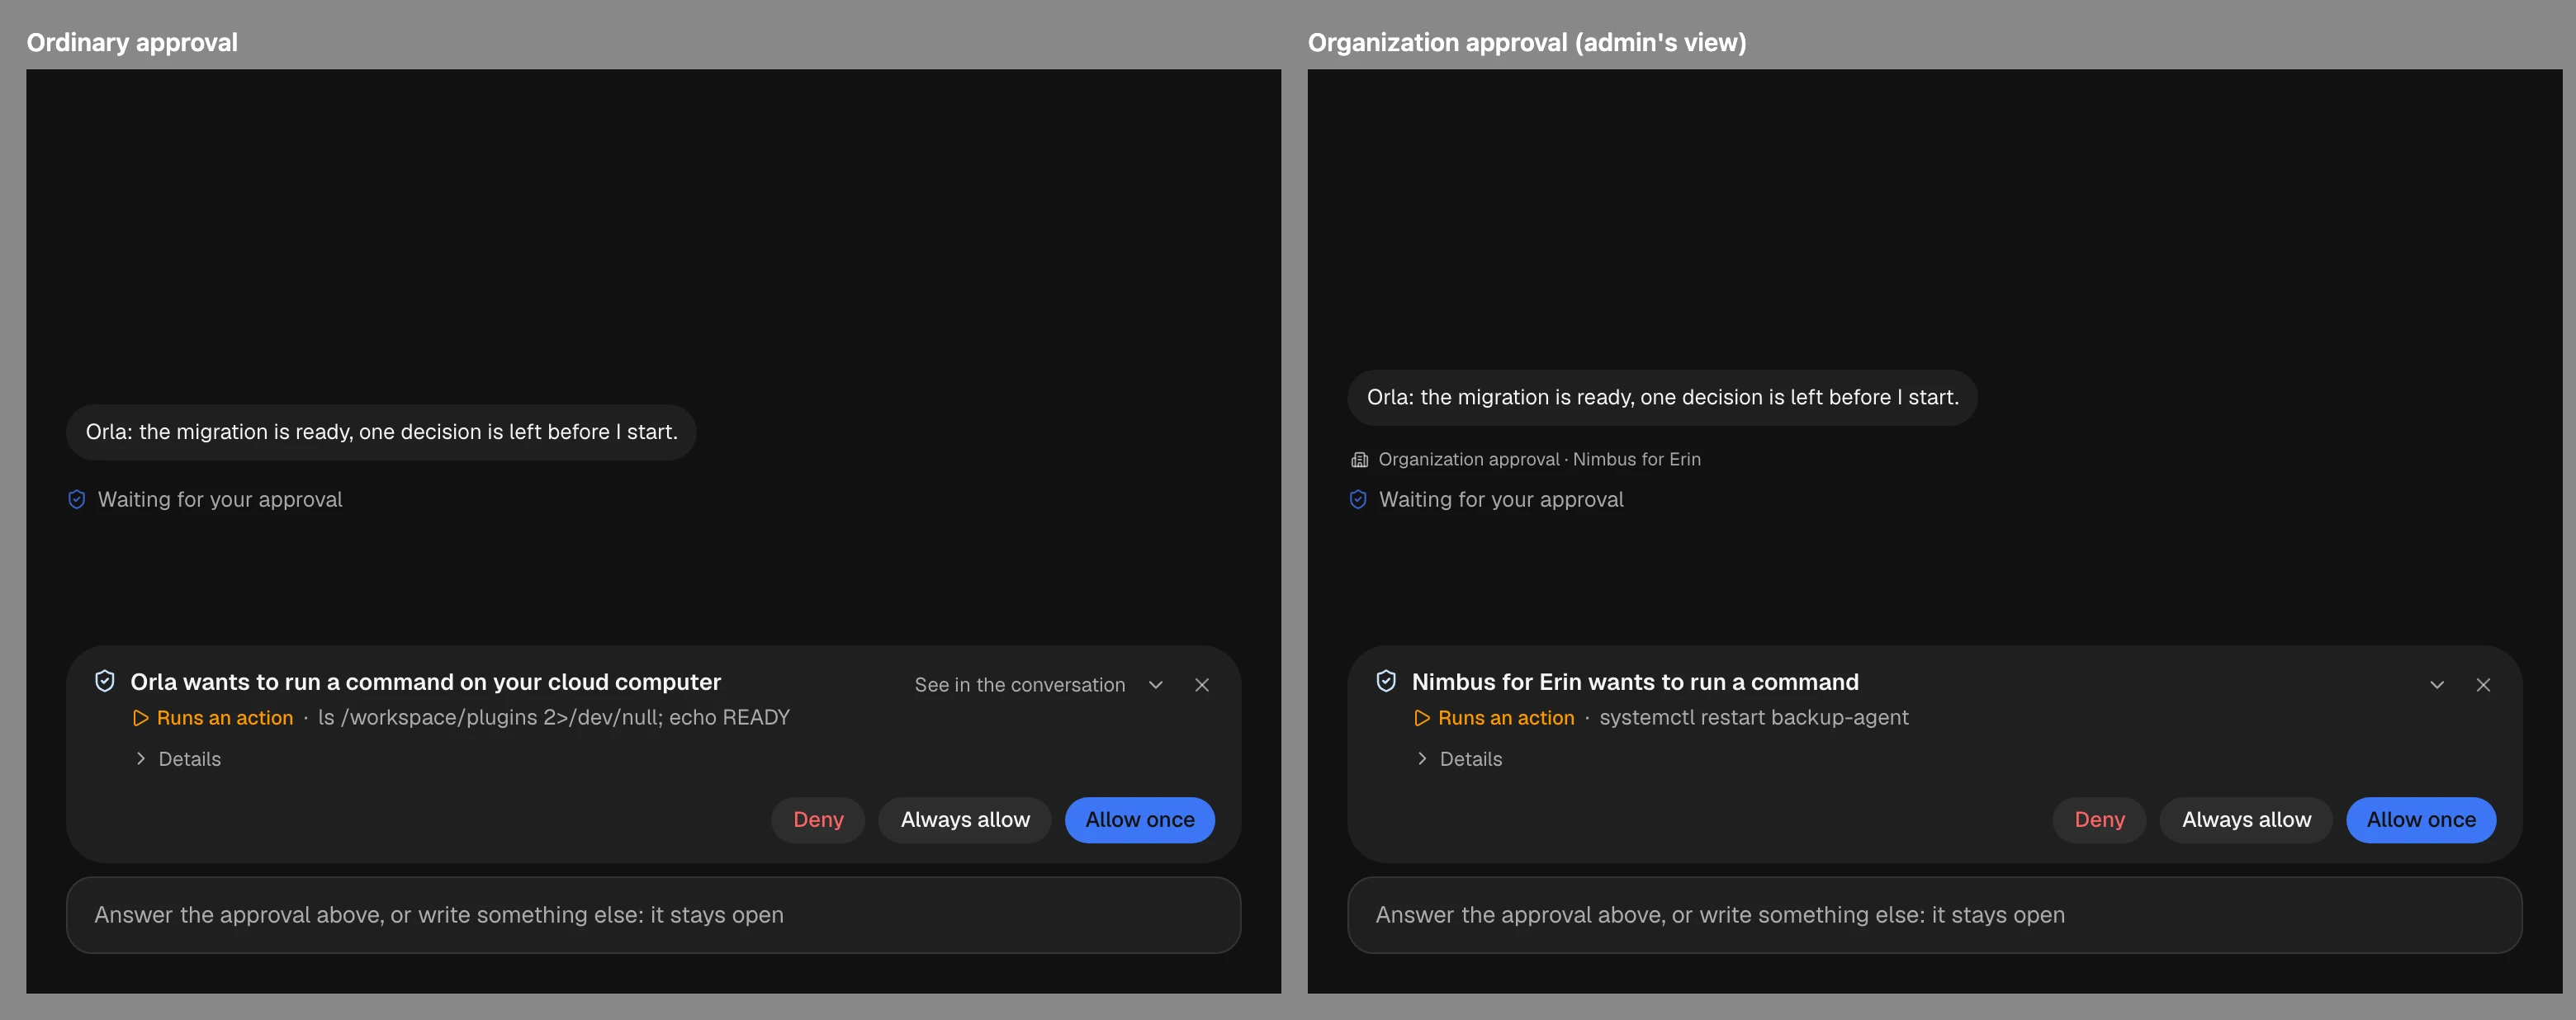 Ordinary approval
Orla: the migration is ready, one decision is left before I start.
Waiting for your approval
Orla wants to run a command on your cloud computer
See in the conversation
Runs an action · ls /workspace/plugins 2>/dev/null; echo READY
Details
Deny
Always allow
Allow once
Answer the approval above, or write something else: it stays open
Organization approval (admin's view)
Orla: the migration is ready, one decision is left before I start.
Organization approval · Nimbus for Erin
Waiting for your approval
Nimbus for Erin wants to run a command
Runs an action · systemctl restart backup-agent
Details
Deny
Always allow
Allow once
Answer the approval above, or write something else: it stays open